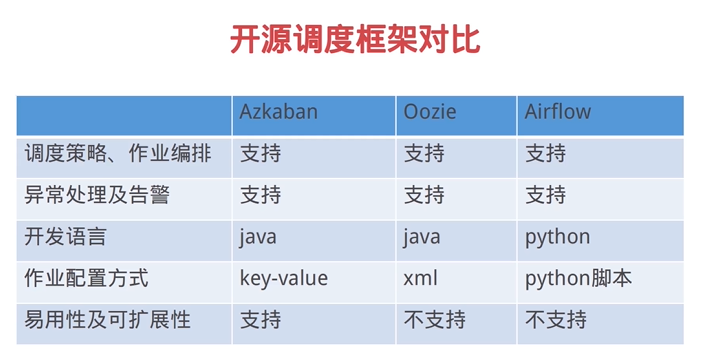 开源调度框架对比
Azkaban Oozie Airflow
调度策略、作业编排 支持 支持 支持
异常处理及告警 支持 支持 支持
开发语言 java java python
作业配置方式 key-value xml python脚本
易用性及可扩展性 支持 不支持 不支持